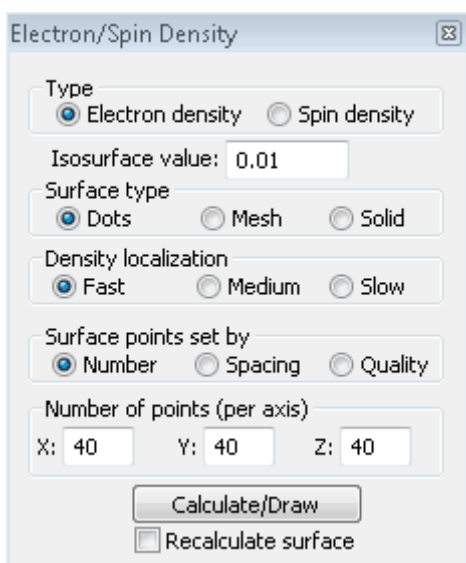 Electron/Spin Density
Type
Electron density Spin density
Isosurface value: 0.01
Surface type
Dots Mesh Solid
Density localization
Fast Medium Slow
Surface points set by
Number Spacing Quality
Number of points (per axis)
X: 40 Y: 40 Z: 40
Calculate/Draw
Recalculate surface